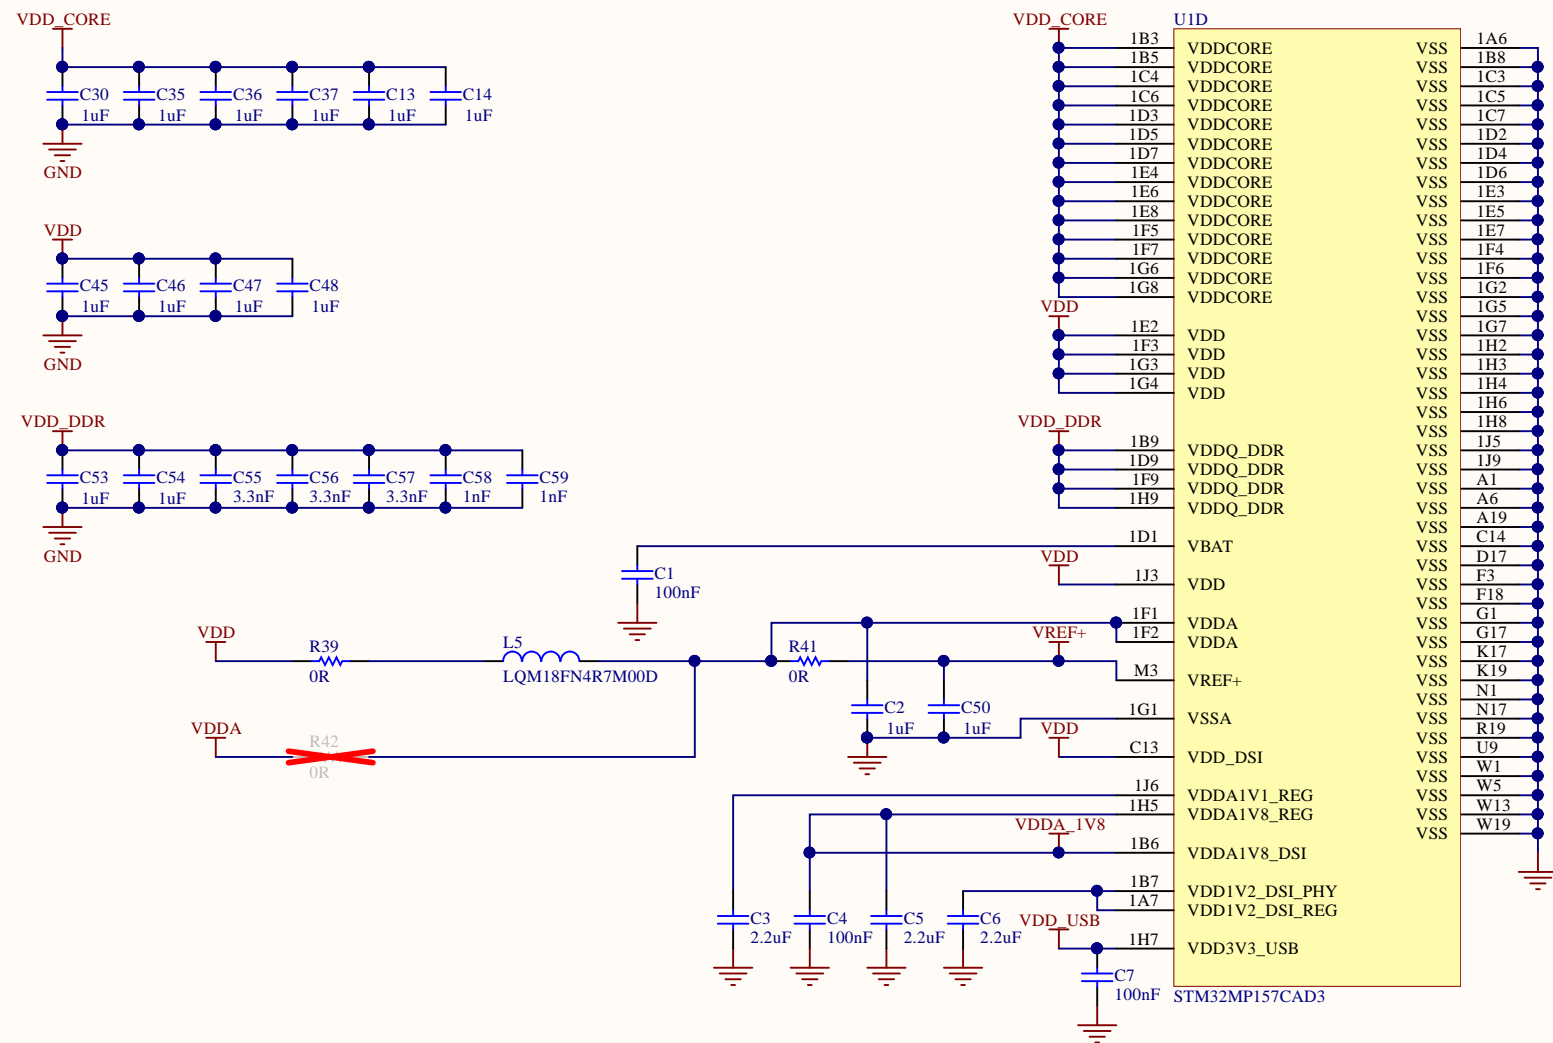 VDD_CORE
C30 C35 C36 C37 C13 C14
1uF 1uF 1uF 1uF 1uF 1uF
GND
VDD
C45 C46 C47 C48
1uF 1uF 1uF 1uF
GND
VDD_DDR
C53 C54 C55 C56 C57 C58 C59
1uF 1uF 3.3nF 3.3nF 3.3nF 1nF 1nF
GND
C1
100nF
VDD
R39
0R
L5
LQM18FN4R7M00D
R41
0R
VREF+
VDDA
R42
0R
C2 C50
1uF 1uF
C3 C4 C5 C6
2.2uF 100nF 2.2uF 2.2uF
C7
100nF
VDD_CORE
U1D
1B3 VDDCORE VSS 1A6
1B5 VDDCORE VSS 1B8
1C4 VDDCORE VSS 1C3
1C6 VDDCORE VSS 1C5
1D3 VDDCORE VSS 1C7
1D5 VDDCORE VSS 1D2
1D7 VDDCORE VSS 1D4
1E4 VDDCORE VSS 1D6
1E6 VDDCORE VSS 1E3
1E8 VDDCORE VSS 1E5
1F5 VDDCORE VSS 1E7
1F7 VDDCORE VSS 1F4
1G6 VDDCORE VSS 1F6
1G8 VDDCORE VSS 1G2
VDD
VSS 1G5
1E2 VDD VSS 1G7
1F3 VDD VSS 1H2
1G3 VDD VSS 1H3
1G4 VDD VSS 1H4
VSS 1H6
VDD_DDR
VSS 1H8
1B9 VDDQ_DDR VSS 1J5
1D9 VDDQ_DDR VSS 1J9
1F9 VDDQ_DDR VSS A1
1H9 VDDQ_DDR VSS A6
VSS A19
1D1 VBAT VSS C14
VDD
VSS D17
1J3 VDD VSS F3
VSS F18
1F1 VDDA VSS G1
1F2 VDDA VSS G17
VSS K17
M3 VREF+ VSS K19
VSS N1
1G1 VSSA VSS N17
VDD
VSS R19
C13 VDD_DSI VSS U9
VSS W1
1J6 VDDA1V1_REG VSS W5
1H5 VDDA1V8_REG VSS W13
VDDA_1V8
VSS W19
1B6 VDDA1V8_DSI
1B7 VDD1V2_DSI_PHY
1A7 VDD1V2_DSI_REG
VDD_USB
1H7 VDD3V3_USB
STM32MP157CAD3